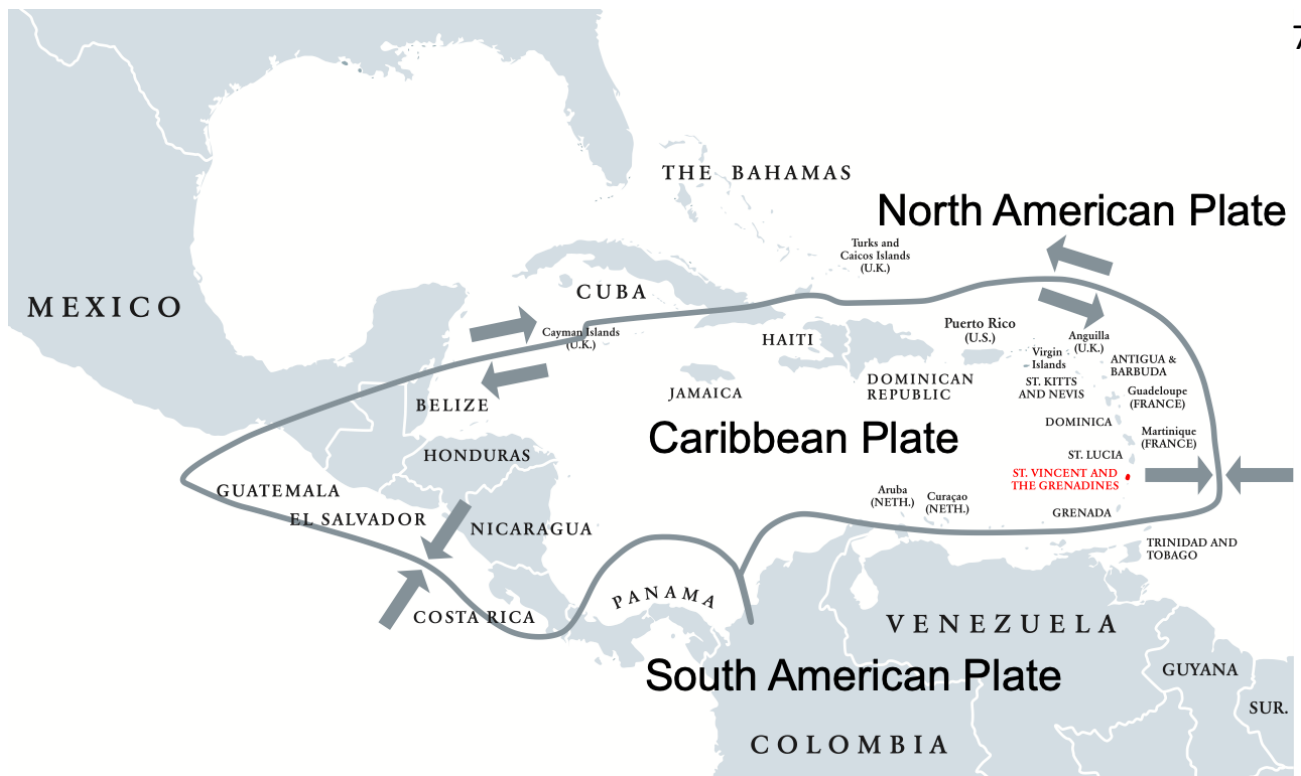 7
THE BAHAMAS
North American Plate
Turks and
Caicos Islands
(U.K.)
MEXICO
CUBA
Cayman Islands
(U.K.)
HAITI
Puerto Rico
(U.S.)
Anguilla
(U.K.)
Virgin
Islands
ANTIGUA &
BARBUDA
JAMAICA
DOMINICAN
REPUBLIC
ST. KITTS
AND NEVIS
Guadeloupe
(FRANCE)
BELIZE
DOMINICA
Caribbean Plate
Martinique
(FRANCE)
HONDURAS
ST. LUCIA
ST. VINCENT AND
THE GRENADINES
GUATEMALA
Aruba
(NETH.)
Curaçao
(NETH.)
EL SALVADOR
NICARAGUA
GRENADA
TRINIDAD AND
TOBAGO
PANAMA
COSTA RICA
VENEZUELA
South American Plate
GUYANA
SUR.
COLOMBIA